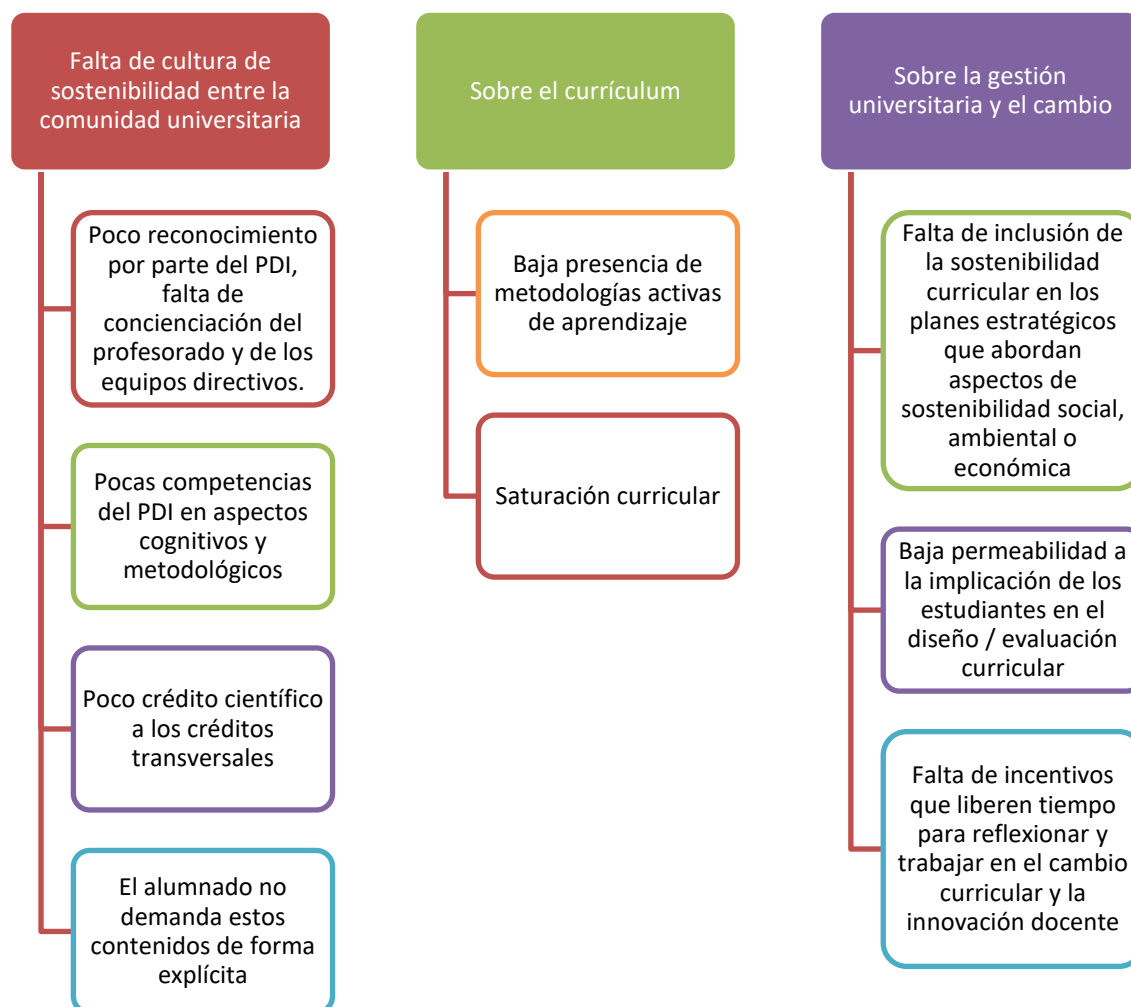 Falta de cultura de
sostenibilidad entre la
comunidad universitaria
Poco reconocimiento
por parte del PDI,
falta de
concienciación del
profesorado y de los
equipos directivos.
Pocas competencias
del PDI en aspectos
cognitivos y
metodológicos
Poco crédito científico
a los créditos
transversales
El alumnado no
demanda estos
contenidos de forma
explícita
Sobre el currículum
Baja presencia de
metodologías activas
de aprendizaje
Saturación curricular
Sobre la gestión
universitaria y el cambio
Falta de inclusión de
la sostenibilidad
curricular en los
planes estratégicos
que abordan
aspectos de
sostenibilidad social,
ambiental o
económica
Baja permeabilidad a
la implicación de los
estudiantes en el
diseño / evaluación
curricular
Falta de incentivos
que liberen tiempo
para reflexionar y
trabajar en el cambio
curricular y la
innovación docente